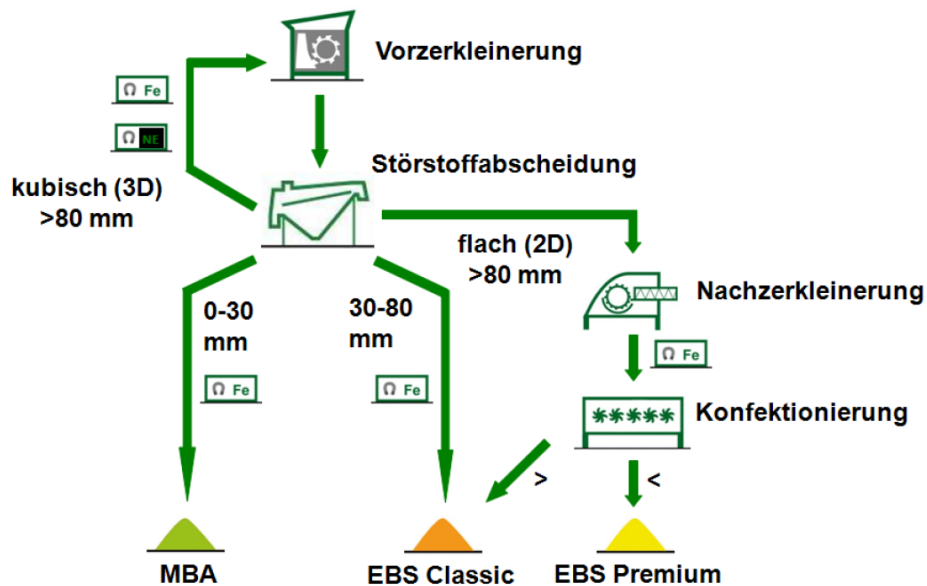 Vorzerkleinerung
Fe
NE
kubisch (3D)
>80 mm
Störstoffabscheidung
flach (2D)
>80 mm
0-30
mm
30-80
mm
Nachzerkleinerung
Fe
Fe
Fe
Konfektionierung
>
<
MBA
EBS Classic
EBS Premium